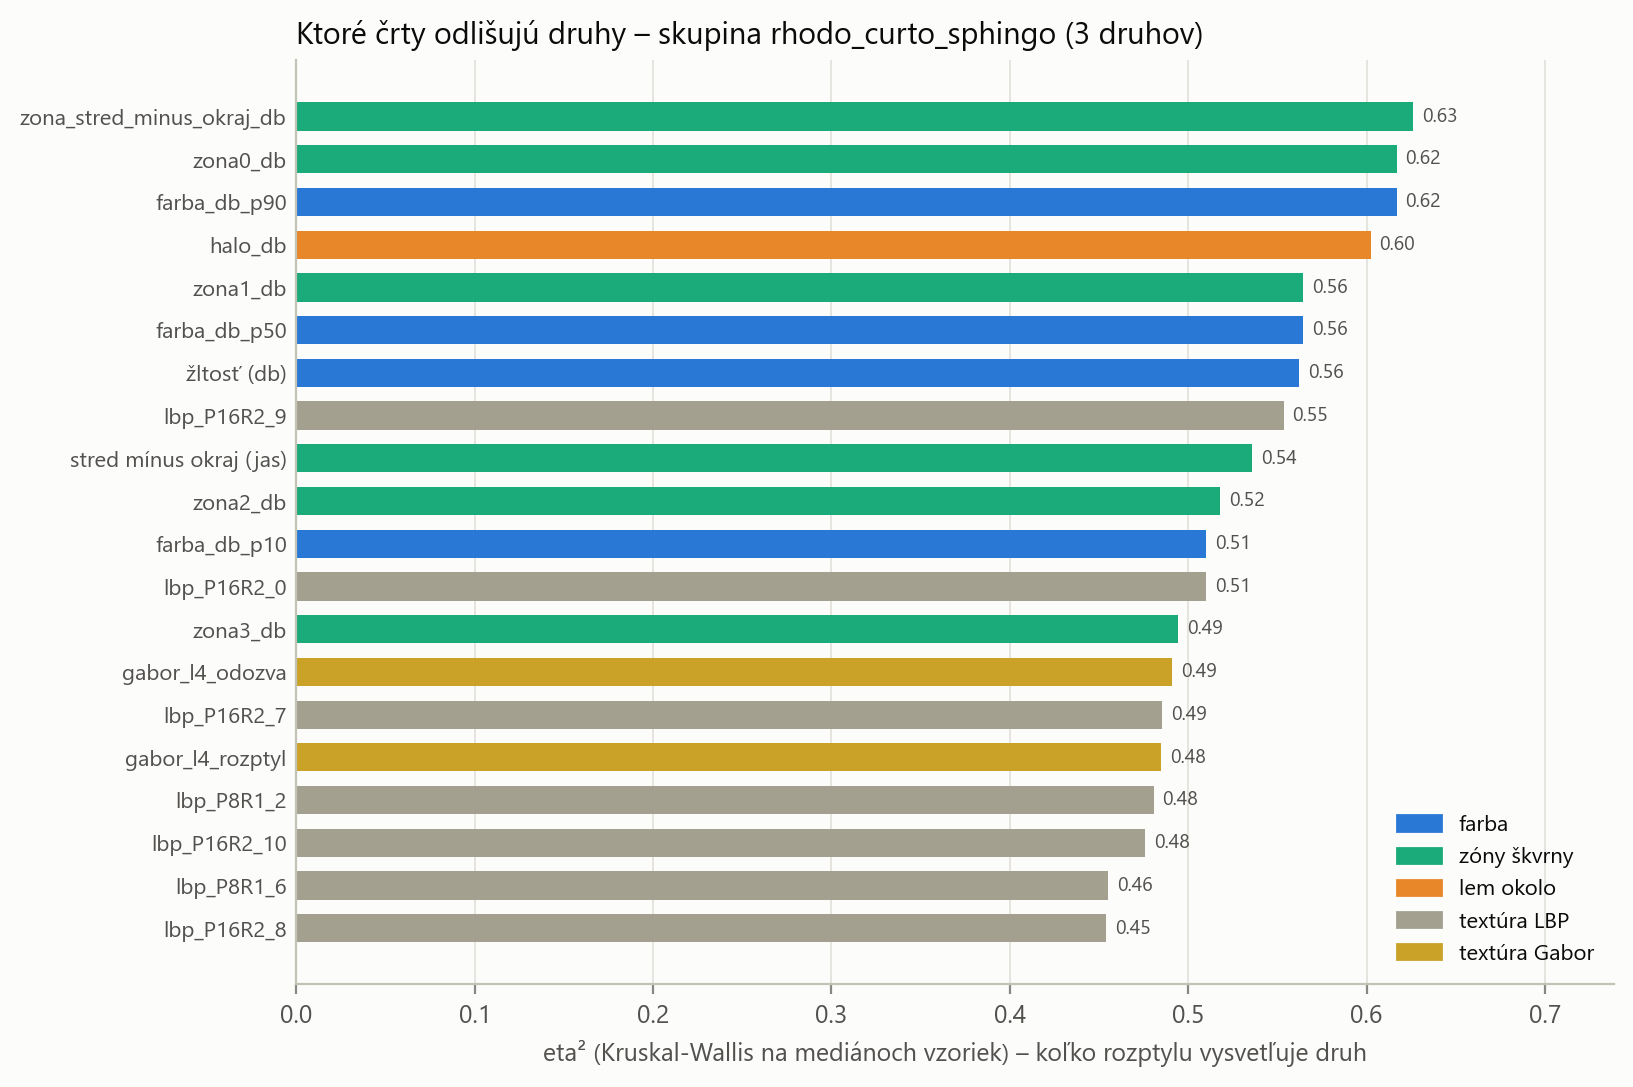 Ktoré črty odlišujú druhy – skupina rhodo_curto_sphingo (3 druhov)
zona_stred_minus_okraj_db 0.63
zona0_db 0.62
farba_db_p90 0.62
halo_db 0.60
zona1_db 0.56
farba_db_p50 0.56
žltosť (db) 0.56
lbp_P16R2_9 0.55
stred mínus okraj (jas) 0.54
zona2_db 0.52
farba_db_p10 0.51
lbp_P16R2_0 0.51
zona3_db 0.49
gabor_l4_odozva 0.49
lbp_P16R2_7 0.49
gabor_l4_rozptyl 0.48
lbp_P8R1_2 0.48
lbp_P16R2_10 0.48
lbp_P8R1_6 0.46
lbp_P16R2_8 0.45
farba
zóny škvrny
lem okolo
textúra LBP
textúra Gabor
0.0 0.1 0.2 0.3 0.4 0.5 0.6 0.7
eta² (Kruskal-Wallis na mediánoch vzoriek) – koľko rozptylu vysvetľuje druh